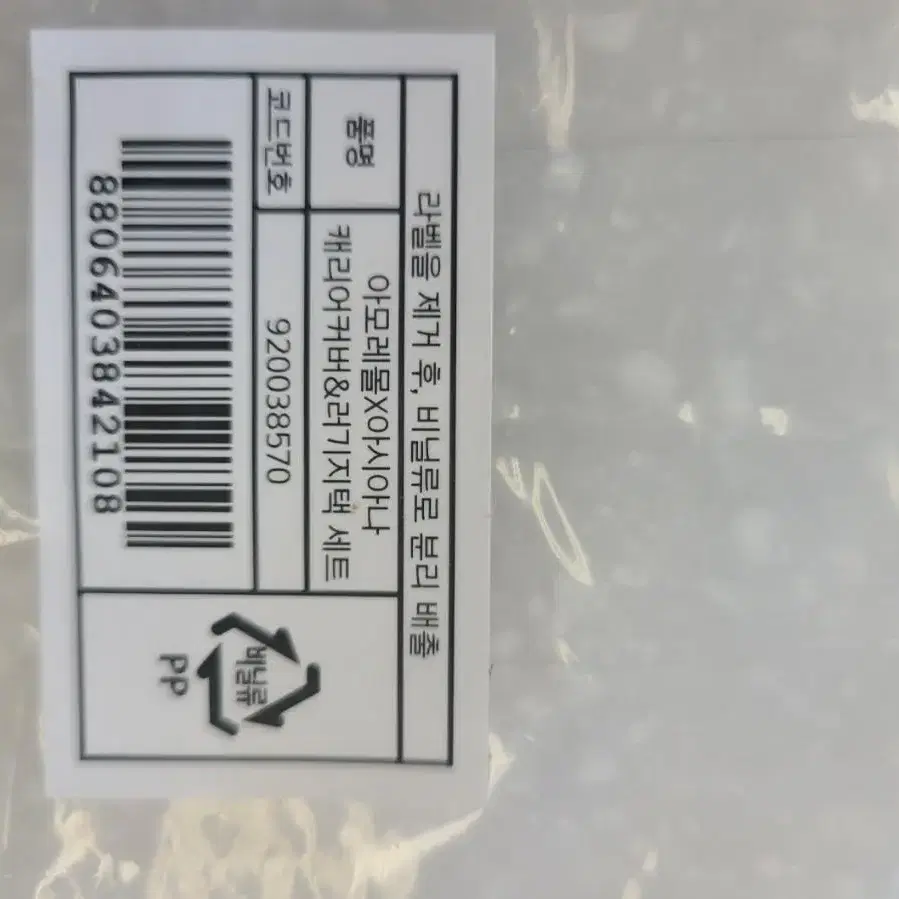 라벨을 제거 후, 비닐류로 분리 배출
품명
아모레몰X아시아나
캐리어커버&러기지택 세트
코드번호
920038570
8806403842108
비닐류
PP